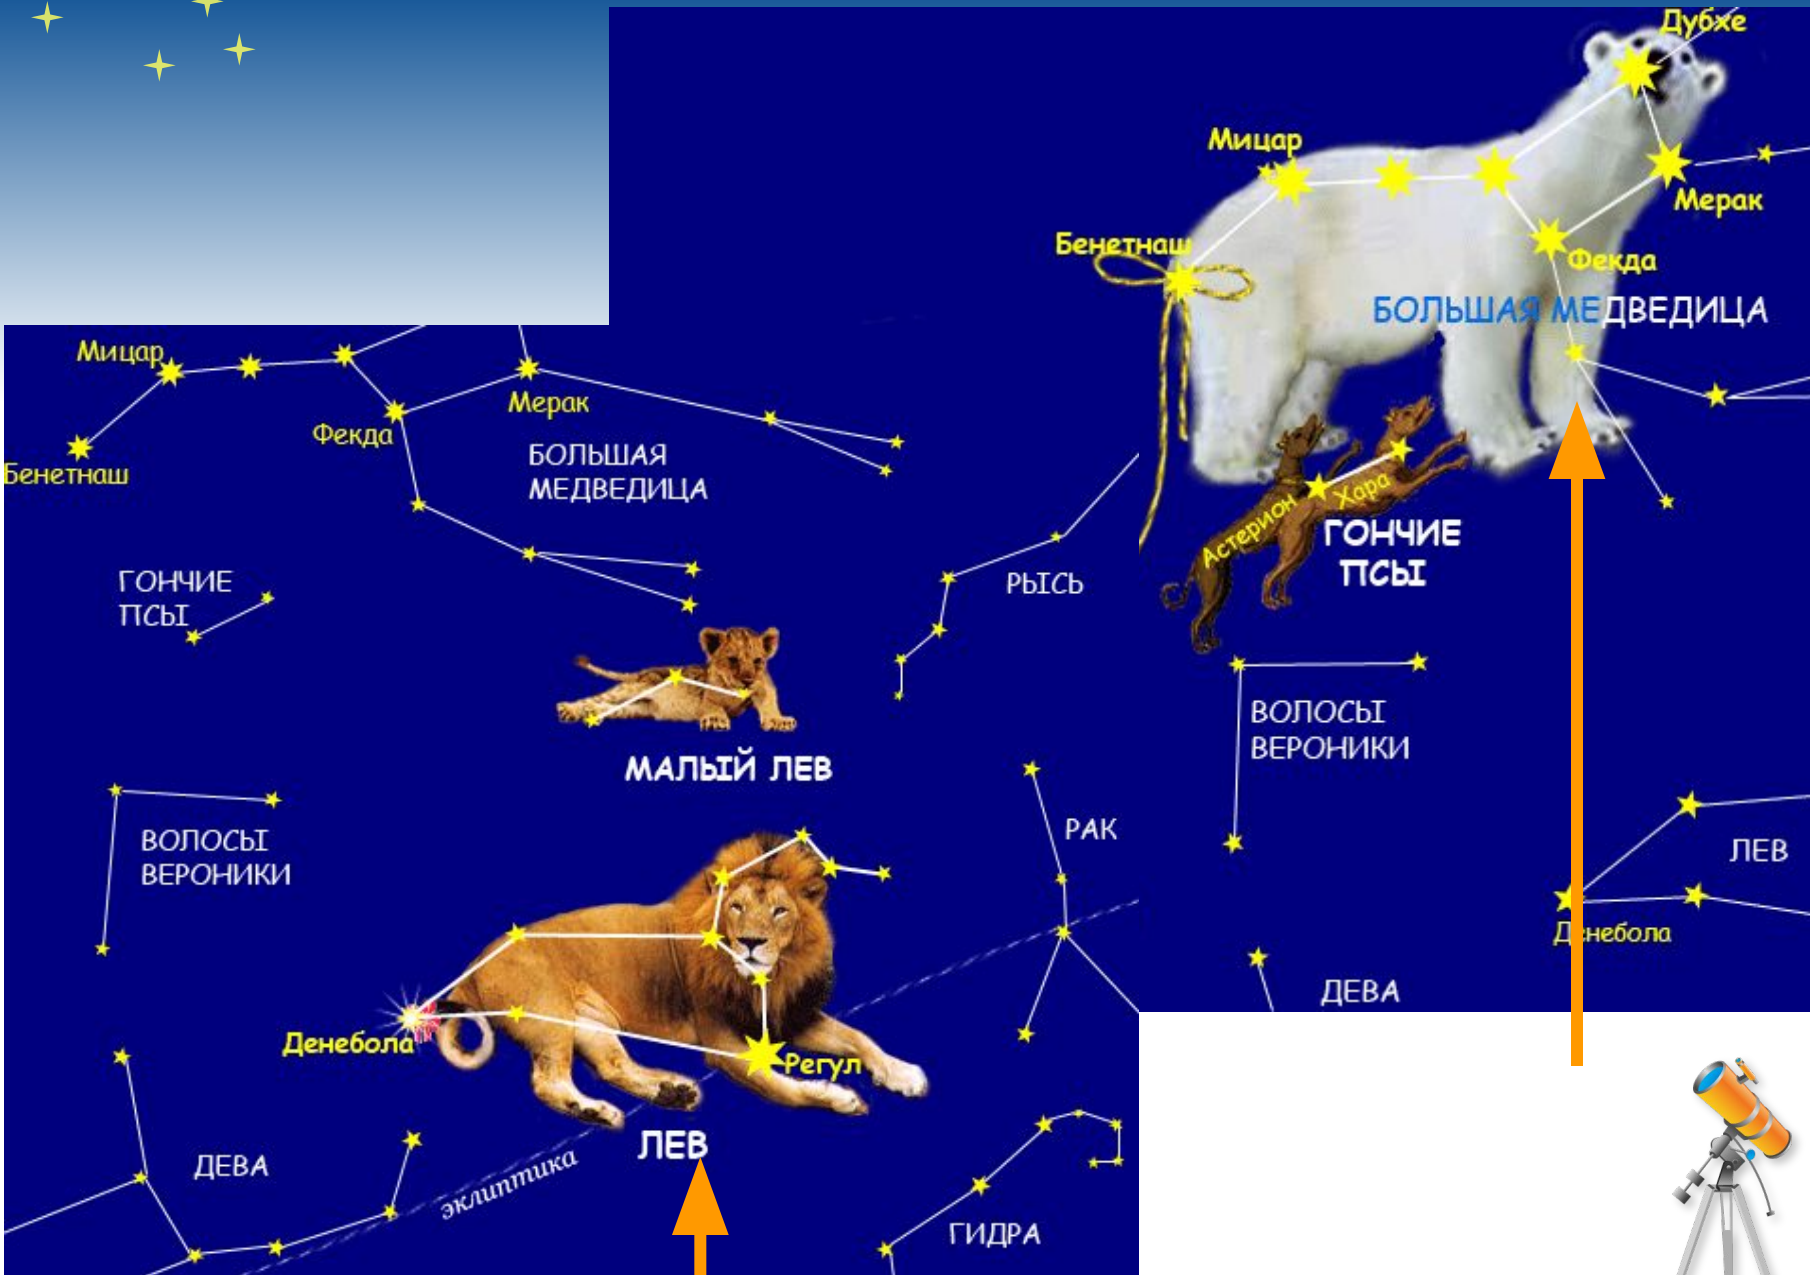 Дубхе
Мицар
Мерак
Бенетнаш
Фекда
БОЛЬШАЯ МЕДВЕДИЦА
Астерион
Хара
ГОНЧИЕ
ПСЫ
ВОЛОСЫ
ВЕРОНИКИ
ЛЕВ
Денебола
ДЕВА
Мицар
Мерак
Фекда
Бенетнаш
БОЛЬШАЯ
МЕДВЕДИЦА
ГОНЧИЕ
ПСЫ
РЫСЬ
МАЛЫЙ ЛЕВ
ВОЛОСЫ
ВЕРОНИКИ
РАК
Денебола
Регул
ЛЕВ
ДЕВА
эклиптика
ГИДРА